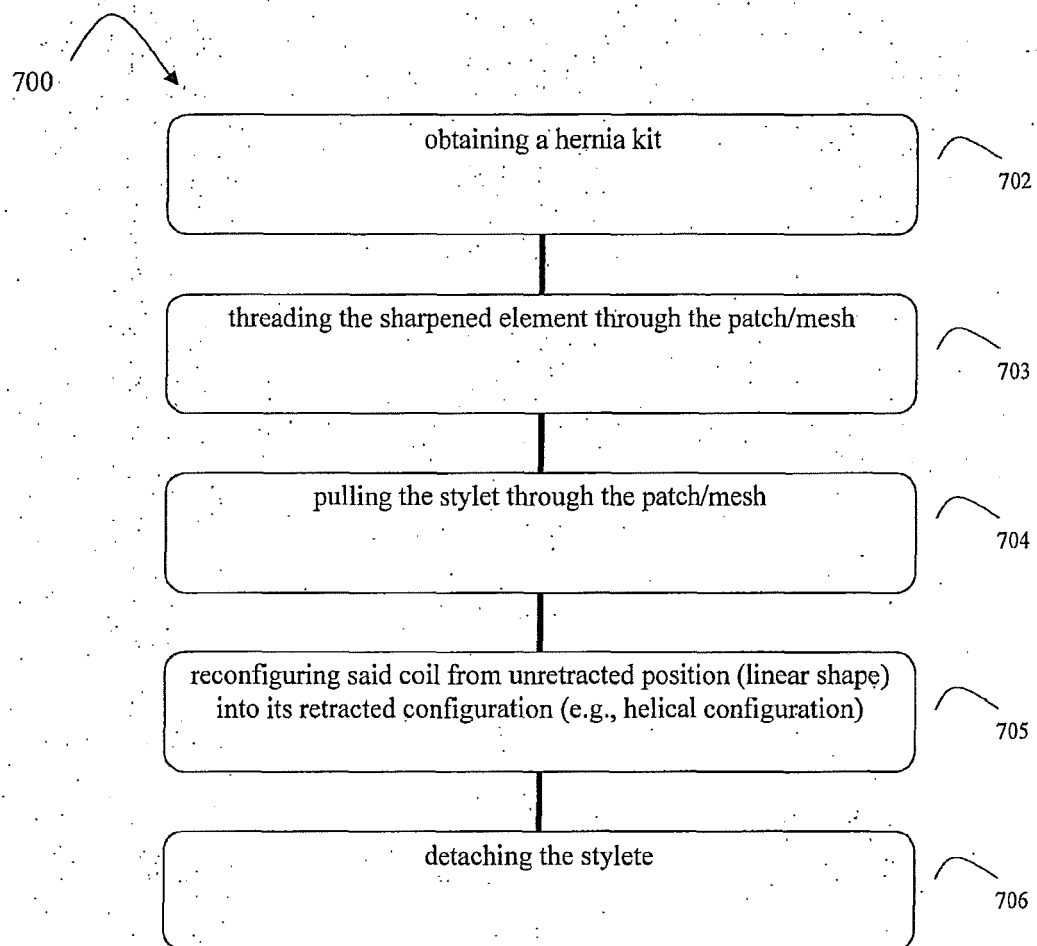 700
obtaining a hernia kit
702
threading the sharpened element through the patch/mesh
703
pulling the stylet through the patch/mesh
704
reconfiguring said coil from unretracted position (linear shape)
into its retracted configuration (e.g., helical configuration)
705
detaching the stylete
706